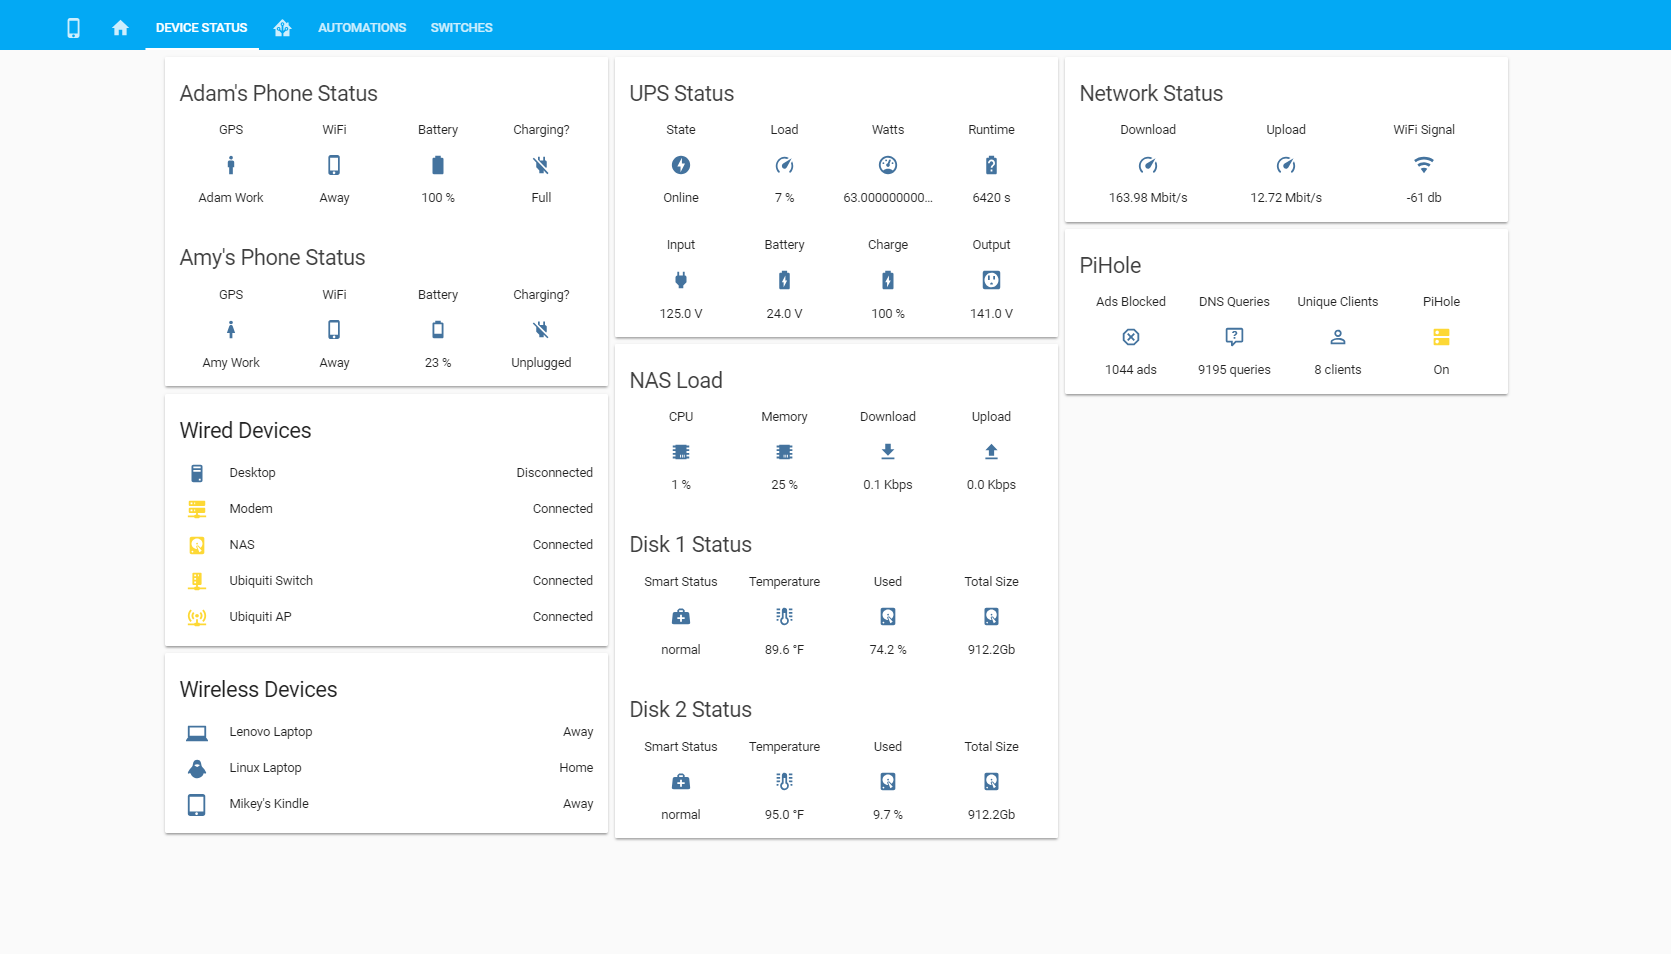 DEVICE STATUS AUTOMATIONS SWITCHES
Adam's Phone Status
GPS WiFi Battery Charging?
Adam Work Away 100 % Full
Amy's Phone Status
GPS WiFi Battery Charging?
Amy Work Away 23 % Unplugged
Wired Devices
Desktop Disconnected
Modem Connected
NAS Connected
Ubiquiti Switch Connected
Ubiquiti AP Connected
Wireless Devices
Lenovo Laptop Away
Linux Laptop Home
Mikey's Kindle Away
UPS Status
State Load Watts Runtime
Online 7 % 63.000000000... 6420 s
Input Battery Charge Output
125.0 V 24.0 V 100 % 141.0 V
NAS Load
CPU Memory Download Upload
1 % 25 % 0.1 Kbps 0.0 Kbps
Disk 1 Status
Smart Status Temperature Used Total Size
normal 89.6 °F 74.2 % 912.2Gb
Disk 2 Status
Smart Status Temperature Used Total Size
normal 95.0 °F 9.7 % 912.2Gb
Network Status
Download Upload WiFi Signal
163.98 Mbit/s 12.72 Mbit/s -61 db
PiHole
Ads Blocked DNS Queries Unique Clients PiHole
1044 ads 9195 queries 8 clients On